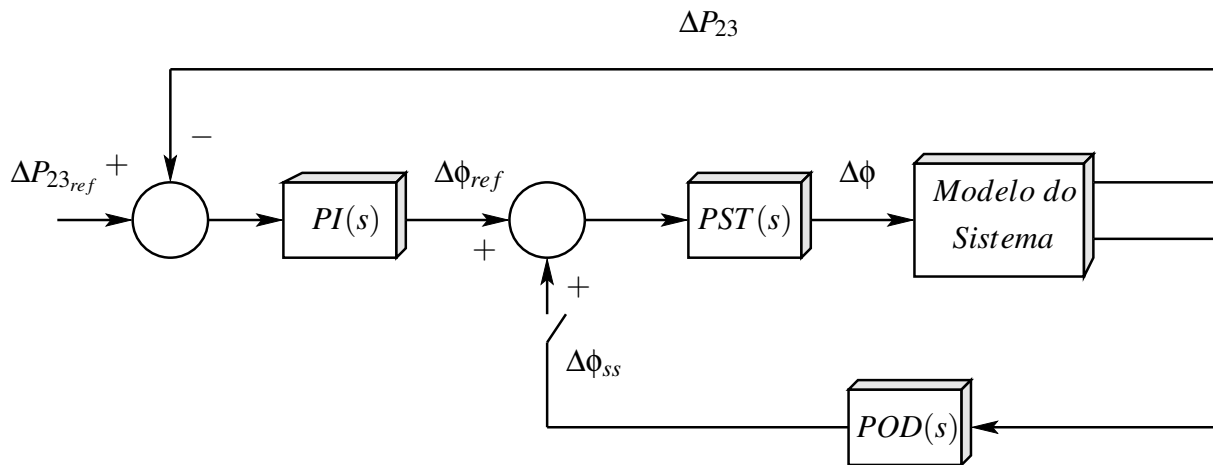 ΔP₂₃
−
ΔP₂₃ᵣₑf +
Δϕᵣₑf
Δϕ
PI(s)
PST(s)
Modelo do
Sistema
+
+
Δϕₛₛ
POD(s)